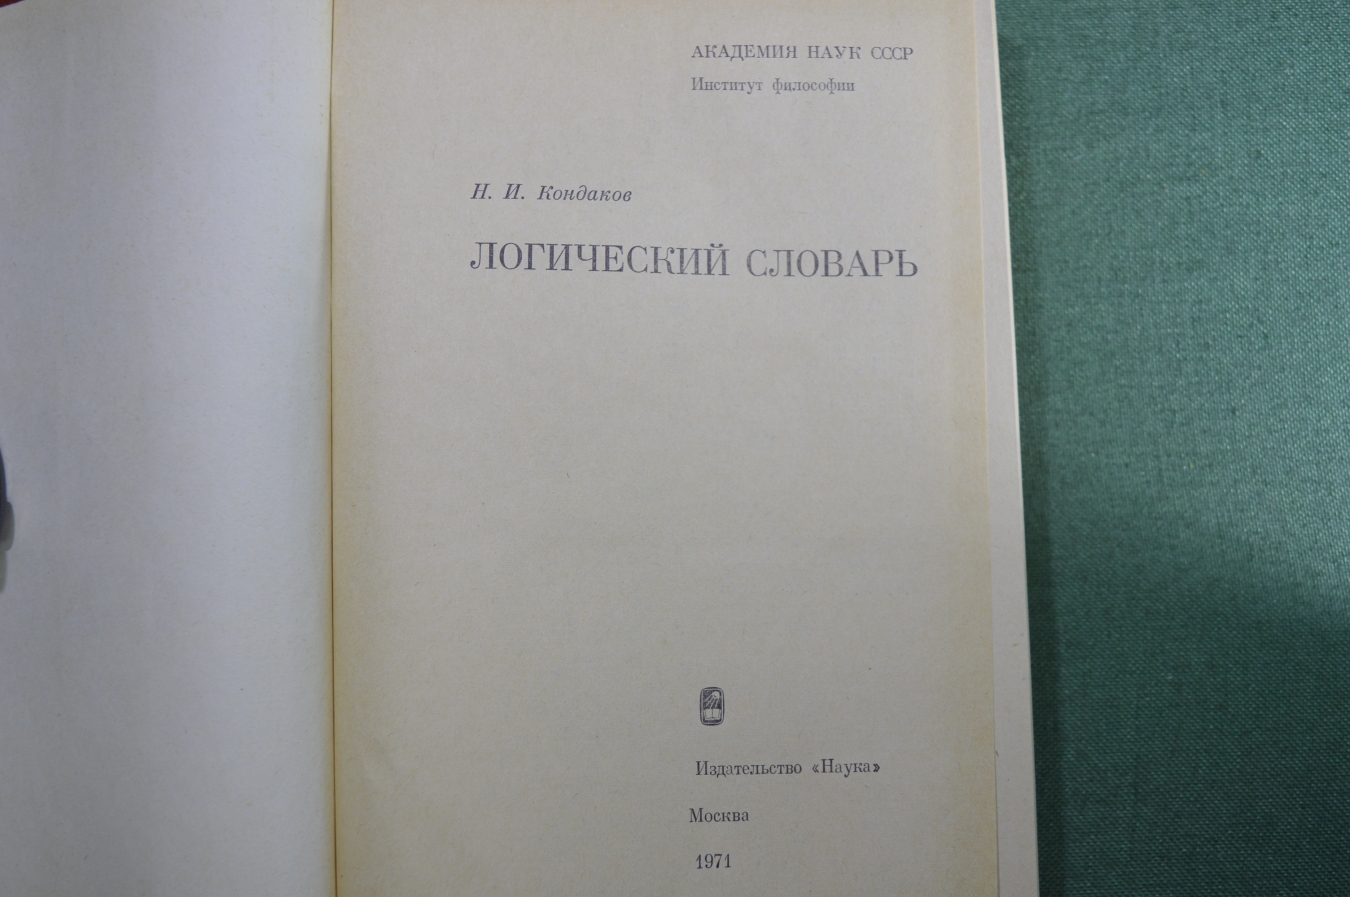 АКАДЕМИЯ НАУК СССР
Институт философии
Н. И. Кондаков
ЛОГИЧЕСКИЙ СЛОВАРЬ
Издательство «Наука»
Москва
1971